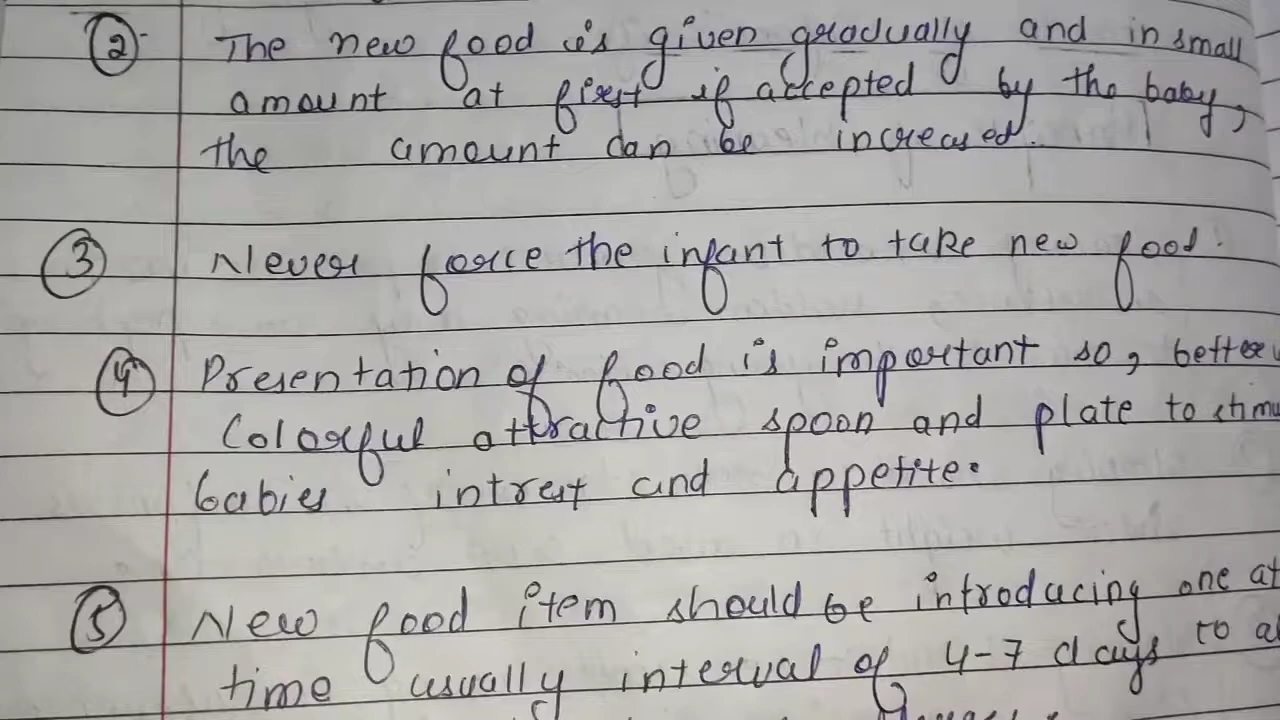 ② The new food is given gradually and in small
amount at first if accepted by the baby,
the amount can be increased.
③ Never force the infant to take new food.
④ Presentation of food is important so, better
Colorful attractive spoon and plate to stimu
babies intrest and appetite.
⑤ New food item should be introducing one at
time usually interval of 4-7 days to